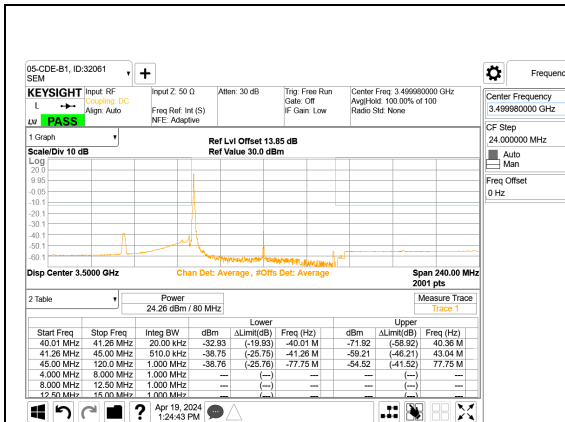 05-CDE-B1, ID:32061
SEM
Frequenc
KEYSIGHT Input: RF Input Z: 50 Ω Atten: 30 dB Trig: Free Run Center Freq: 3.499980000 GHz
L Coupling: DC Gate: Off Avg|Hold: 100.00% of 100
Align: Auto Freq Ref: Int (S) IF Gain: Low Radio Std: None
LXI PASS NFE: Adaptive
Center Frequency
3.499980000 GHz
CF Step
24.000000 MHz
Auto
Man
Freq Offset
0 Hz
1 Graph
Ref Lvl Offset 13.85 dB
Scale/Div 10 dB Ref Value 30.0 dBm
Log
20.0
9.95
-0.05
-10.1
-20.1
-30.1
-40.1
-50.1
-60.1
Disp Center 3.5000 GHz Chan Det: Average, #Offs Det: Average Span 240.00 MHz
2001 pts
2 Table Power Measure Trace
24.26 dBm / 80 MHz Trace 1
Lower Upper
Start Freq Stop Freq Integ BW dBm ΔLimit(dB) Freq (Hz) dBm ΔLimit(dB) Freq (Hz)
40.01 MHz 41.26 MHz 20.00 kHz -32.93 (-19.93) -40.01 M -71.92 (-58.92) 40.36 M
41.26 MHz 45.00 MHz 510.0 kHz -38.75 (-25.75) -41.26 M -59.21 (-46.21) 43.04 M
45.00 MHz 120.0 MHz 1.000 MHz -38.76 (-25.76) -77.75 M -54.52 (-41.52) 77.75 M
4.000 MHz 8.000 MHz 1.000 MHz --- (---) --- --- (---) ---
8.000 MHz 12.50 MHz 1.000 MHz --- (---) --- --- (---) ---
12.50 MHz 15.00 MHz 1.000 MHz --- (---) --- --- (---) ---
Apr 19, 2024
1:24:43 PM